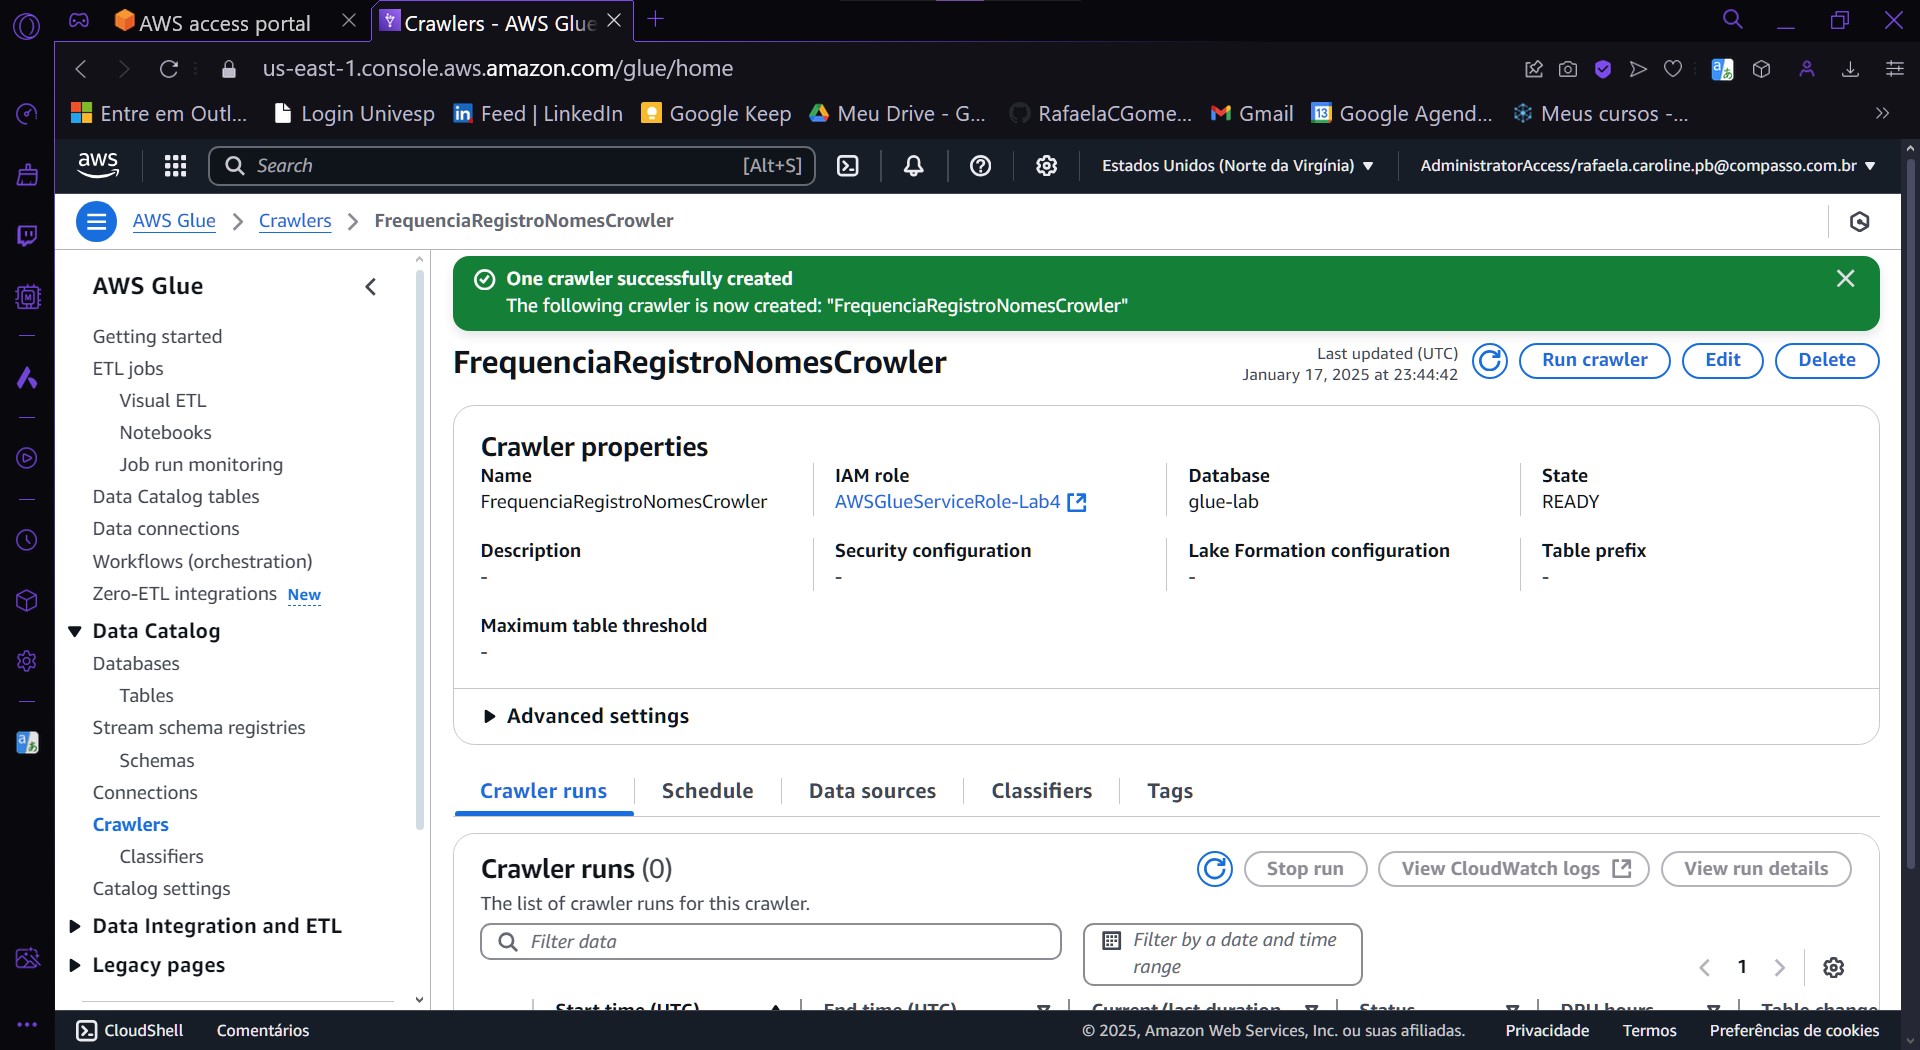 AWS access portal
Crawlers - AWS Glue
us-east-1.console.aws.amazon.com/glue/home
Entre em Outl...
Login Univesp
Feed | LinkedIn
Google Keep
Meu Drive - G...
RafaelaCGome...
Gmail
Google Agend...
Meus cursos -...
aws
Search
[Alt+S]
Estados Unidos (Norte da Virgínia)
AdministratorAccess/rafaela.caroline.pb@compasso.com.br
AWS Glue
Crawlers
FrequenciaRegistroNomesCrowler
AWS Glue
Getting started
ETL jobs
Visual ETL
Notebooks
Job run monitoring
Data Catalog tables
Data connections
Workflows (orchestration)
Zero-ETL integrations New
Data Catalog
Databases
Tables
Stream schema registries
Schemas
Connections
Crawlers
Classifiers
Catalog settings
Data Integration and ETL
Legacy pages
One crawler successfully created
The following crawler is now created: "FrequenciaRegistroNomesCrowler"
FrequenciaRegistroNomesCrowler
Last updated (UTC)
January 17, 2025 at 23:44:42
Run crawler
Edit
Delete
Crawler properties
Name
FrequenciaRegistroNomesCrowler
IAM role
AWSGlueServiceRole-Lab4
Database
glue-lab
State
READY
Description
-
Security configuration
-
Lake Formation configuration
-
Table prefix
-
Maximum table threshold
-
Advanced settings
Crawler runs
Schedule
Data sources
Classifiers
Tags
Crawler runs (0)
Stop run
View CloudWatch logs
View run details
The list of crawler runs for this crawler.
Filter data
Filter by a date and time
range
1
Start time (UTC)
End time (UTC)
Current/last duration
Status
DPU hours
Table change
CloudShell
Comentários
© 2025, Amazon Web Services, Inc. ou suas afiliadas.
Privacidade
Termos
Preferências de cookies